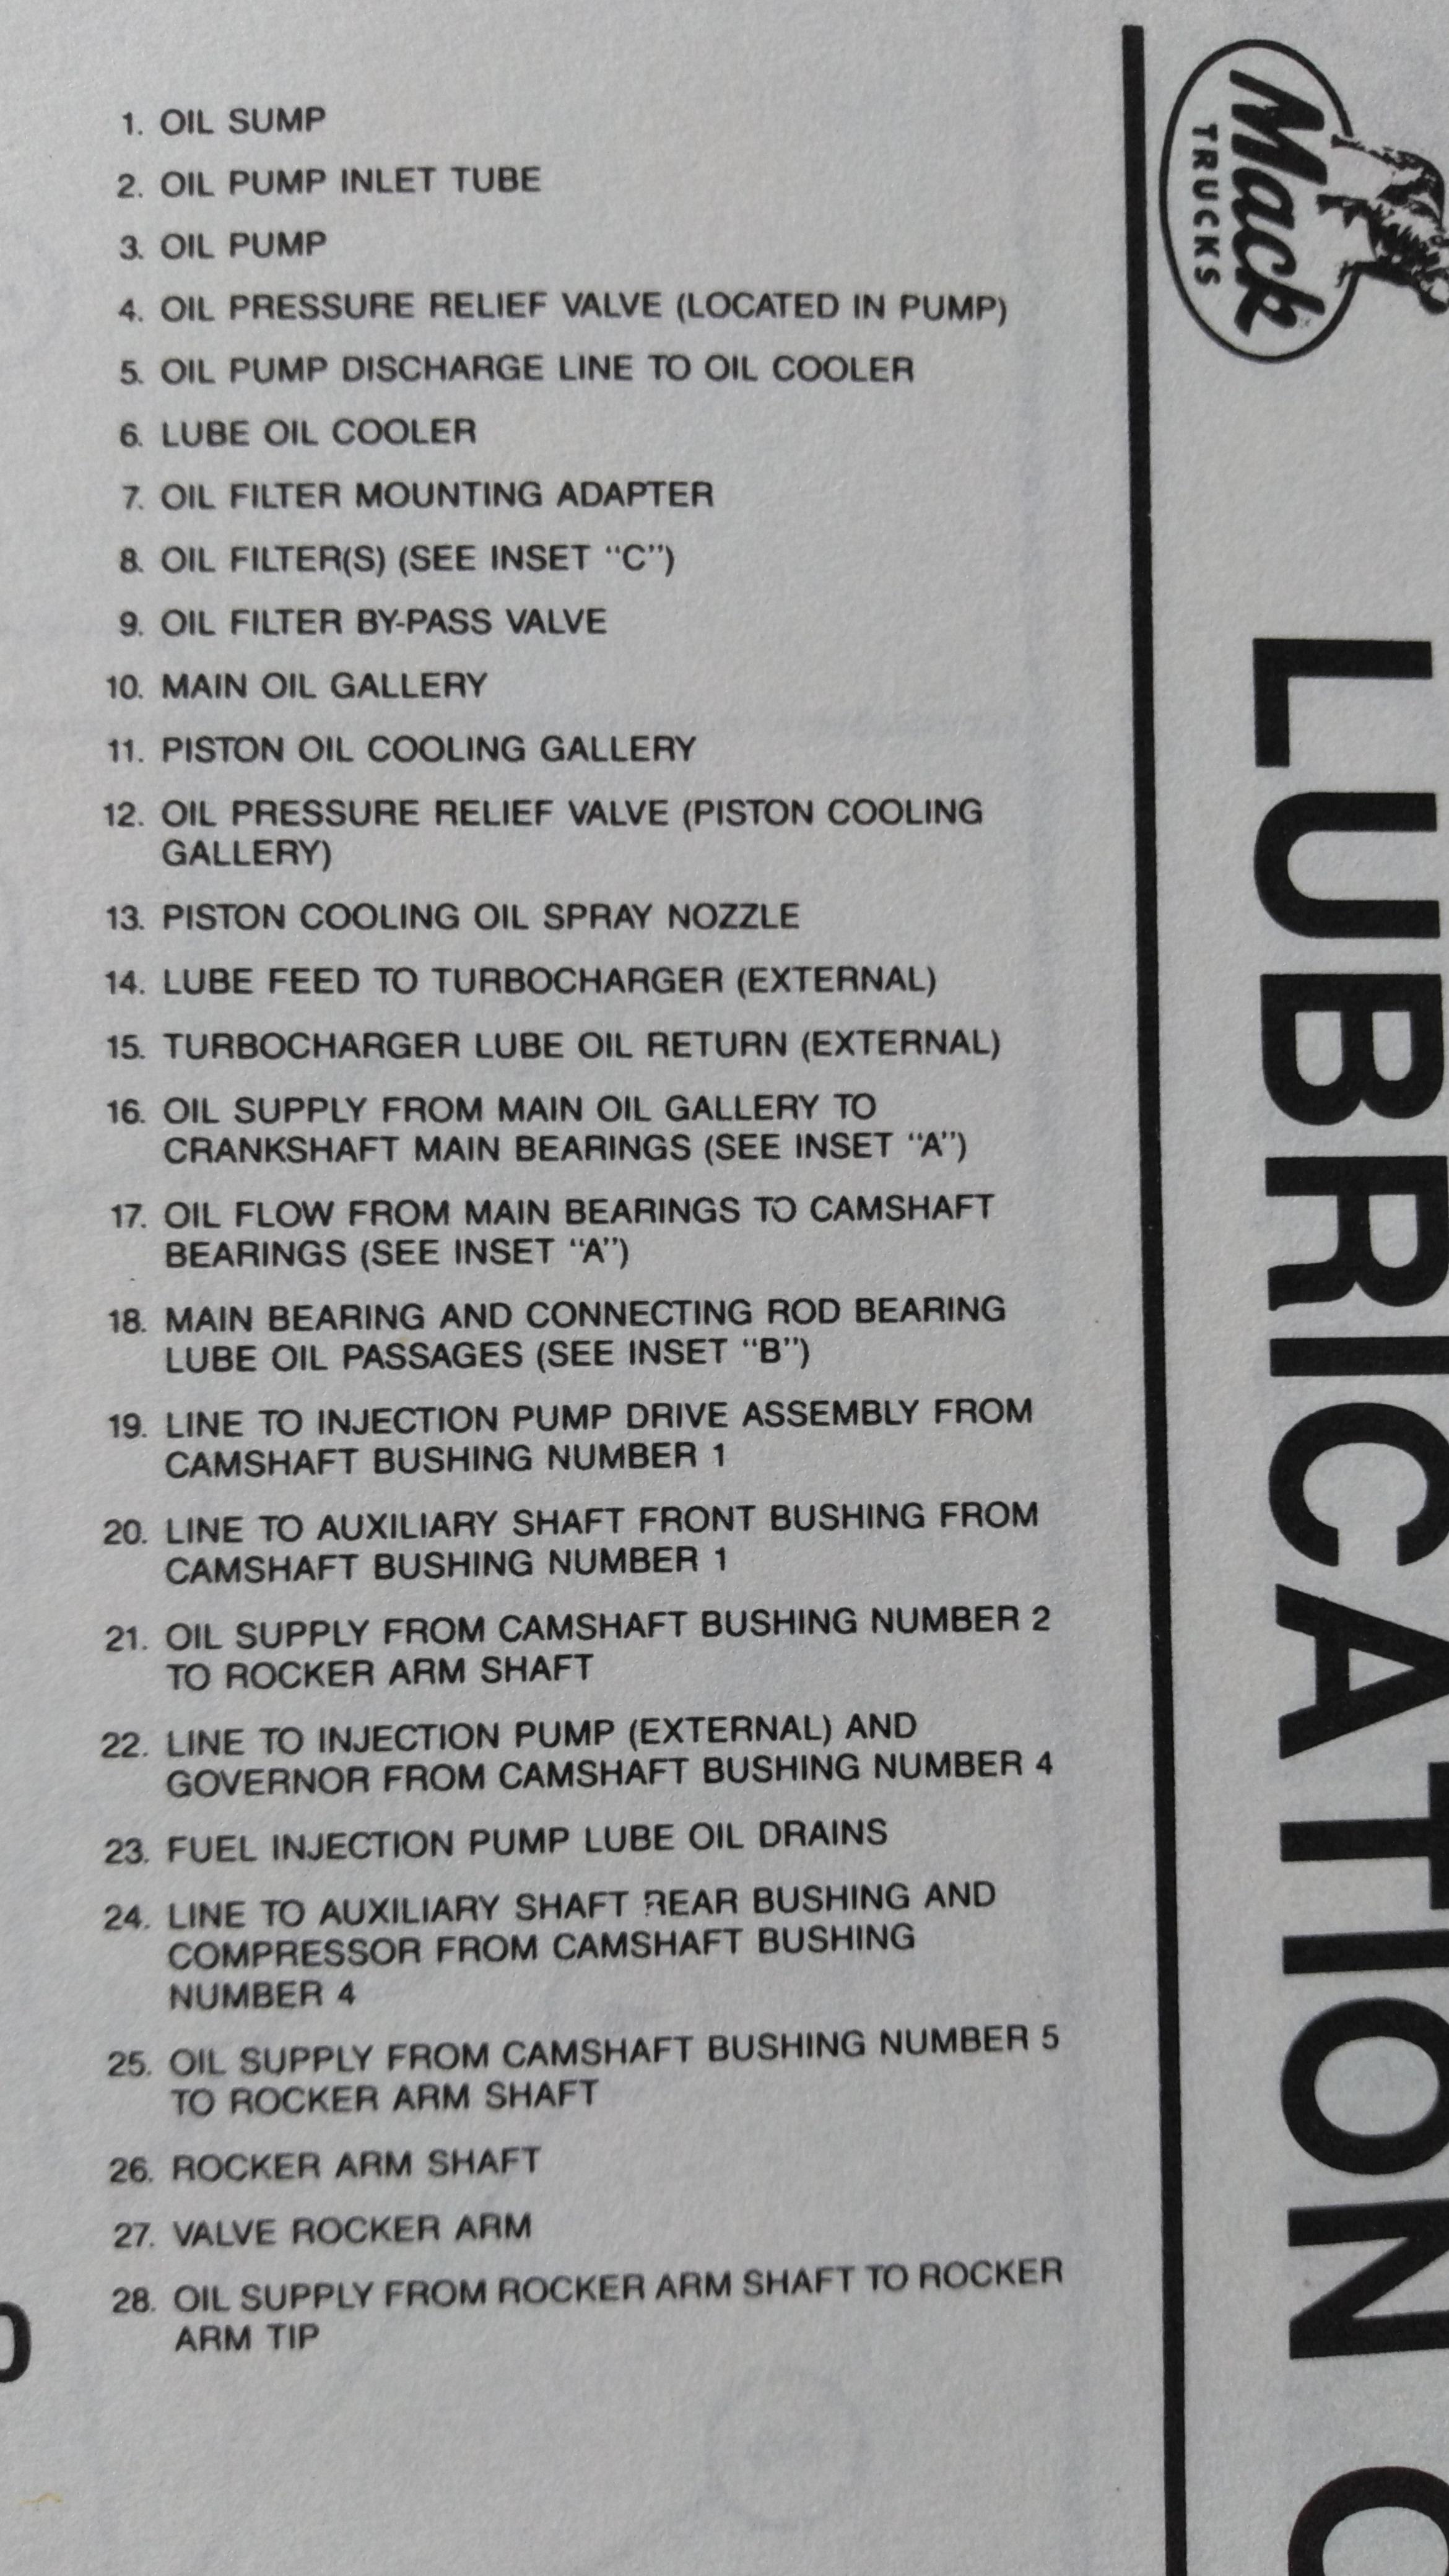 1. OIL SUMP
2. OIL PUMP INLET TUBE
3. OIL PUMP
4. OIL PRESSURE RELIEF VALVE (LOCATED IN PUMP)
5. OIL PUMP DISCHARGE LINE TO OIL COOLER
6. LUBE OIL COOLER
7. OIL FILTER MOUNTING ADAPTER
8. OIL FILTER(S) (SEE INSET “C”)
9. OIL FILTER BY-PASS VALVE
10. MAIN OIL GALLERY
11. PISTON OIL COOLING GALLERY
12. OIL PRESSURE RELIEF VALVE (PISTON COOLING
GALLERY)
13. PISTON COOLING OIL SPRAY NOZZLE
14. LUBE FEED TO TURBOCHARGER (EXTERNAL)
15. TURBOCHARGER LUBE OIL RETURN (EXTERNAL)
16. OIL SUPPLY FROM MAIN OIL GALLERY TO
CRANKSHAFT MAIN BEARINGS (SEE INSET “A”)
17. OIL FLOW FROM MAIN BEARINGS TO CAMSHAFT
BEARINGS (SEE INSET “A”)
18. MAIN BEARING AND CONNECTING ROD BEARING
LUBE OIL PASSAGES (SEE INSET “B”)
19. LINE TO INJECTION PUMP DRIVE ASSEMBLY FROM
CAMSHAFT BUSHING NUMBER 1
20. LINE TO AUXILIARY SHAFT FRONT BUSHING FROM
CAMSHAFT BUSHING NUMBER 1
21. OIL SUPPLY FROM CAMSHAFT BUSHING NUMBER 2
TO ROCKER ARM SHAFT
22. LINE TO INJECTION PUMP (EXTERNAL) AND
GOVERNOR FROM CAMSHAFT BUSHING NUMBER 4
23. FUEL INJECTION PUMP LUBE OIL DRAINS
24. LINE TO AUXILIARY SHAFT REAR BUSHING AND
COMPRESSOR FROM CAMSHAFT BUSHING
NUMBER 4
25. OIL SUPPLY FROM CAMSHAFT BUSHING NUMBER 5
TO ROCKER ARM SHAFT
26. ROCKER ARM SHAFT
27. VALVE ROCKER ARM
28. OIL SUPPLY FROM ROCKER ARM SHAFT TO ROCKER
ARM TIP
Mack
TRUCKS
LUBRICATION